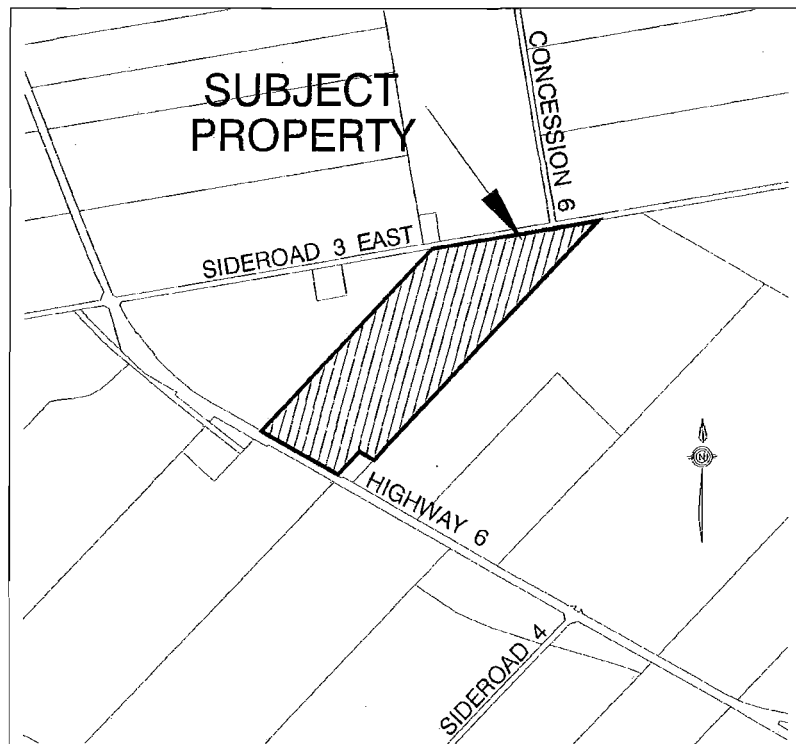 SUBJECT
PROPERTY
CONCESSION 6
SIDEROAD 3 EAST
N
HIGHWAY 6
SIDEROAD 4